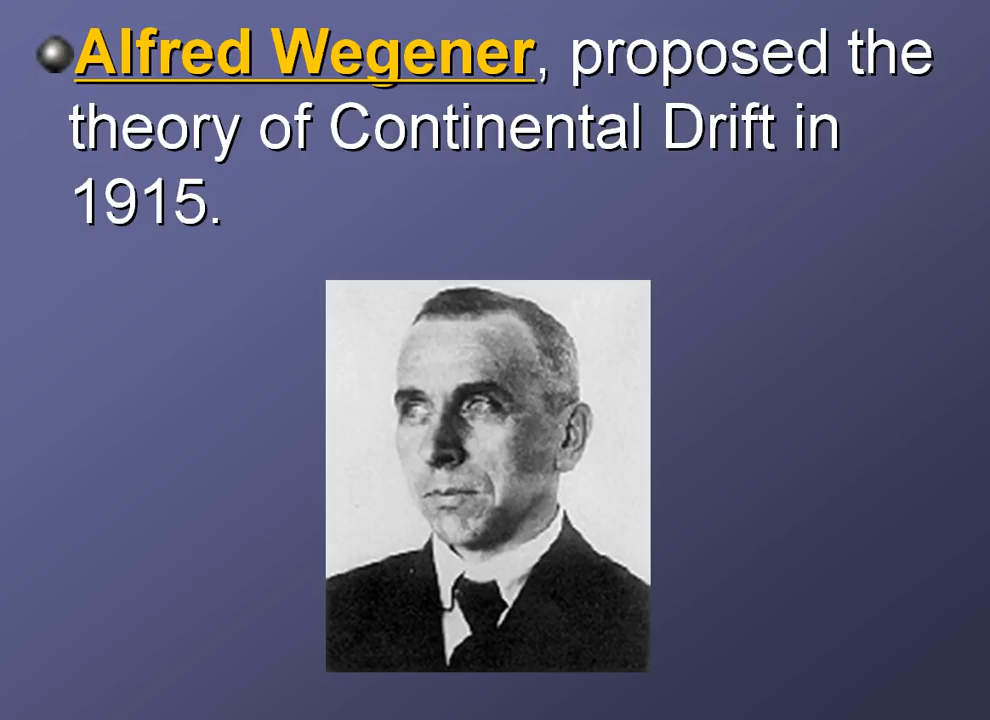 Alfred Wegener, proposed the
theory of Continental Drift in
1915.